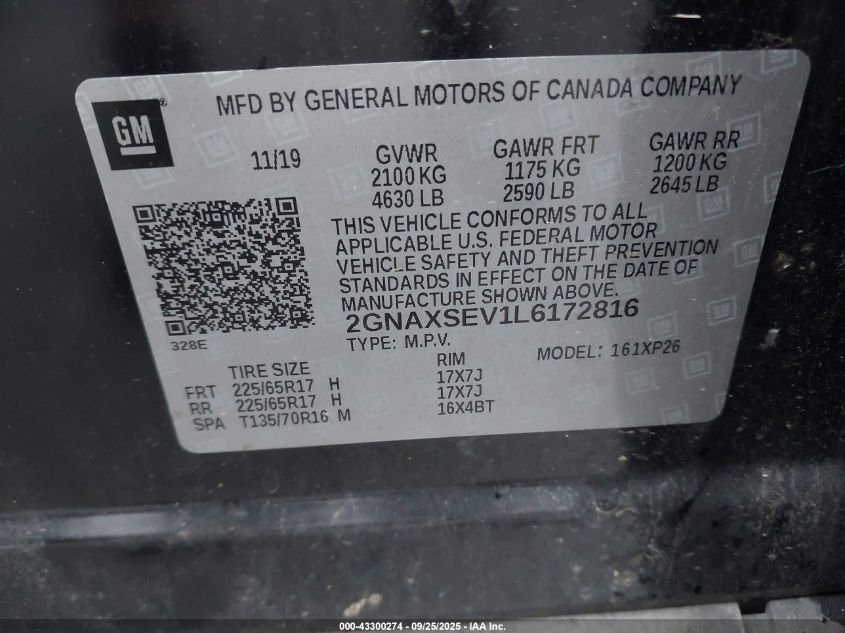 MFD BY GENERAL MOTORS OF CANADA COMPANY
GM®
11/19
GVWR
2100 KG
4630 LB
GAWR FRT
1175 KG
2590 LB
GAWR RR
1200 KG
2645 LB
THIS VEHICLE CONFORMS TO ALL
APPLICABLE U.S. FEDERAL MOTOR
VEHICLE SAFETY AND THEFT PREVENTION
STANDARDS IN EFFECT ON THE DATE OF
MANUFACTURE SHOWN ABOVE.
2GNAXSEV1L6172816
328E
TYPE: M.P.V.
MODEL: 161XP26
TIRE SIZE RIM
FRT 225/65R17 H 17X7J
RR 225/65R17 H 17X7J
SPA T135/70R16 M 16X4BT
000-43300274 - 09/25/2025 - IAA Inc.